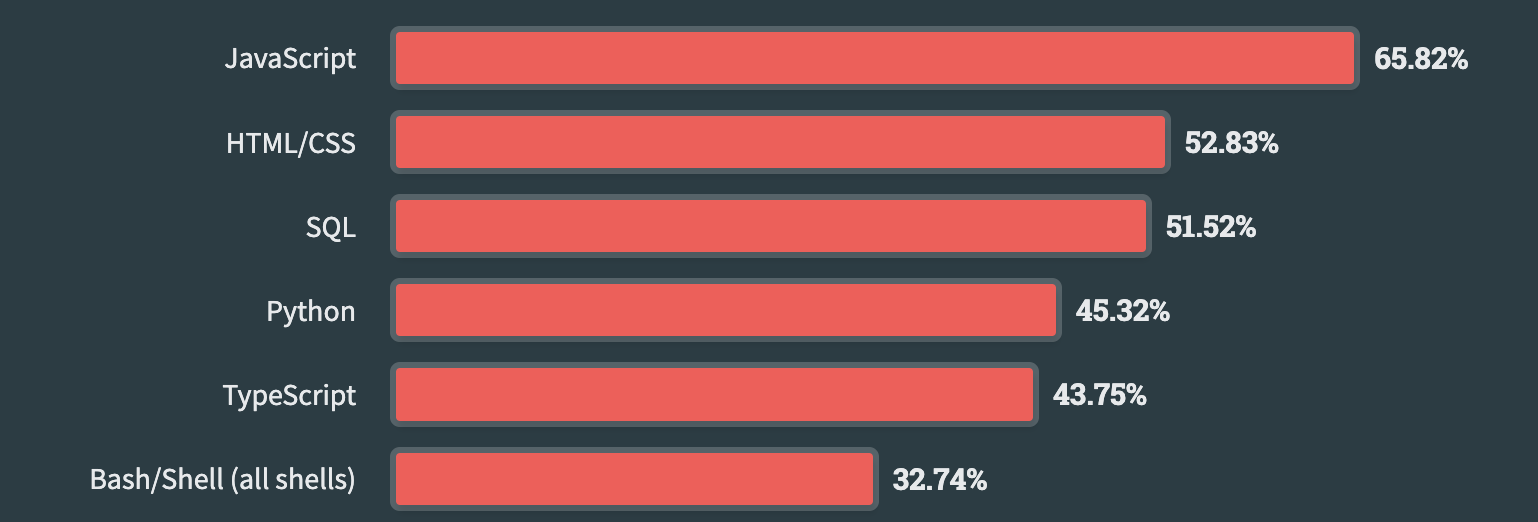 JavaScript 65.82%
HTML/CSS 52.83%
SQL 51.52%
Python 45.32%
TypeScript 43.75%
Bash/Shell (all shells) 32.74%